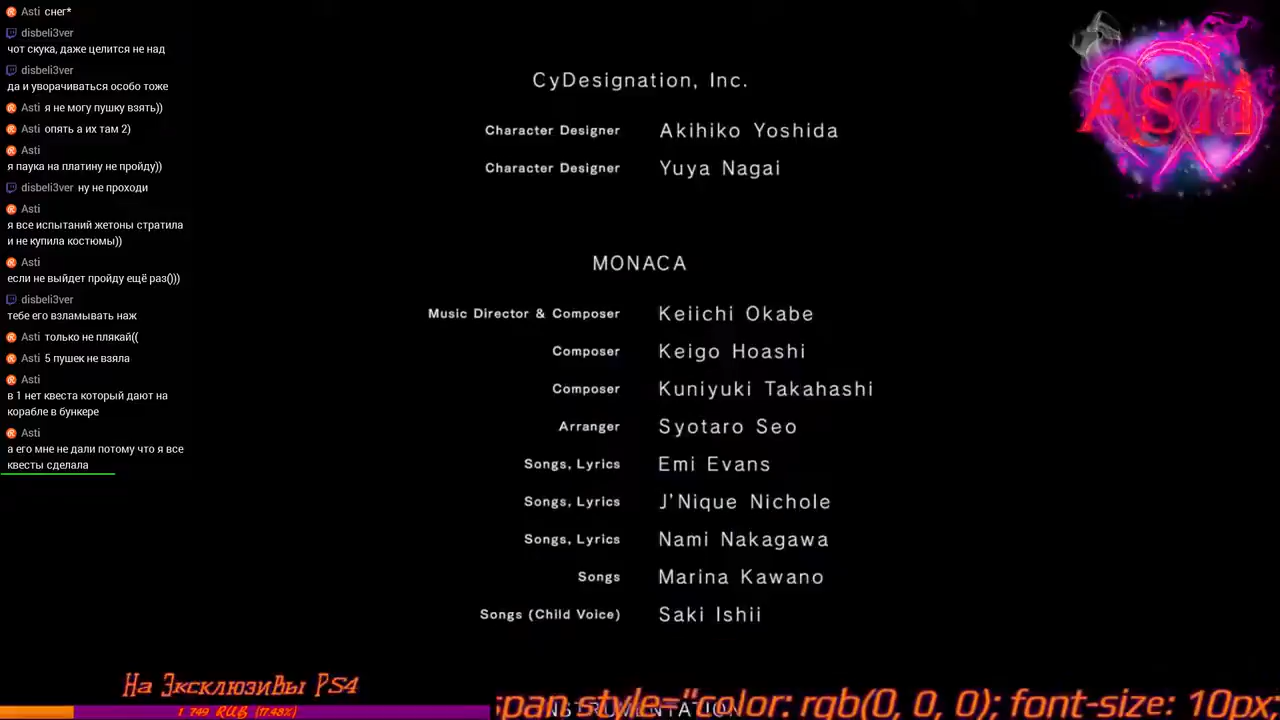 Asti снег*
disbeli3ver
чот скука, даже целится не над
disbeli3ver
да и уворачиваться особо тоже
Asti я не могу пушку взять))
Asti опять а их там 2)
Asti
я паука на платину не пройду))
disbeli3ver ну не проходи
Asti
я все испытаний жетоны стратила
и не купила костюмы))
Asti
если не выйдет пройду ещё раз()))
disbeli3ver
тебе его взламывать наж
Asti только не плякай((
Asti 5 пушек не взяла
Asti
в 1 нет квеста который дают на
корабле в бункере
Asti
а его мне не дали потому что я все
квесты сделала
CyDesignation, Inc.
Character Designer Akihiko Yoshida
Character Designer Yuya Nagai
MONACA
Music Director & Composer Keiichi Okabe
Composer Keigo Hoashi
Composer Kuniyuki Takahashi
Arranger Syotaro Seo
Songs, Lyrics Emi Evans
Songs, Lyrics J'Nique Nichole
Songs, Lyrics Nami Nakagawa
Songs Marina Kawano
Songs (Child Voice) Saki Ishii
INSTRUMENTATION
Asti
На Эксклюзивы PS4
1 749 RUB (17.48%)
span style="color: rgb(0, 0, 0); font-size: 10px;